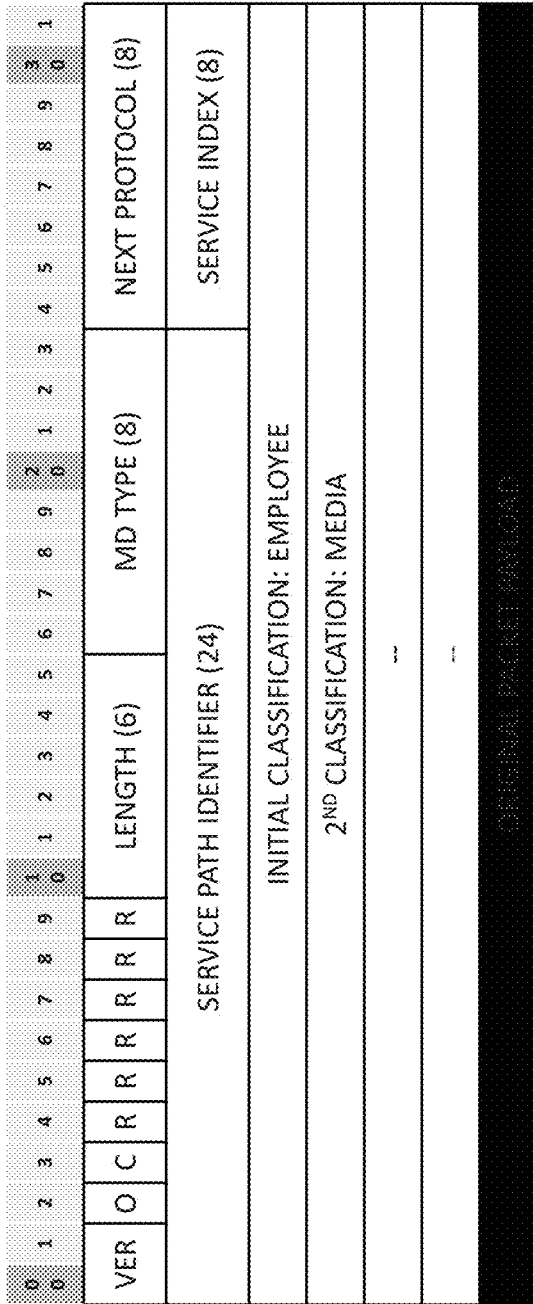 0 1 2 3
0 1 2 3 4 5 6 7 8 9 0 1 2 3 4 5 6 7 8 9 0 1 2 3 4 5 6 7 8 9 0 1
VER O C R R R R R R LENGTH (6) MD TYPE (8) NEXT PROTOCOL (8)
SERVICE PATH IDENTIFIER (24) SERVICE INDEX (8)
INITIAL CLASSIFICATION: EMPLOYEE
2ND CLASSIFICATION: MEDIA
--
--
ORIGINAL PACKET PAYLOAD